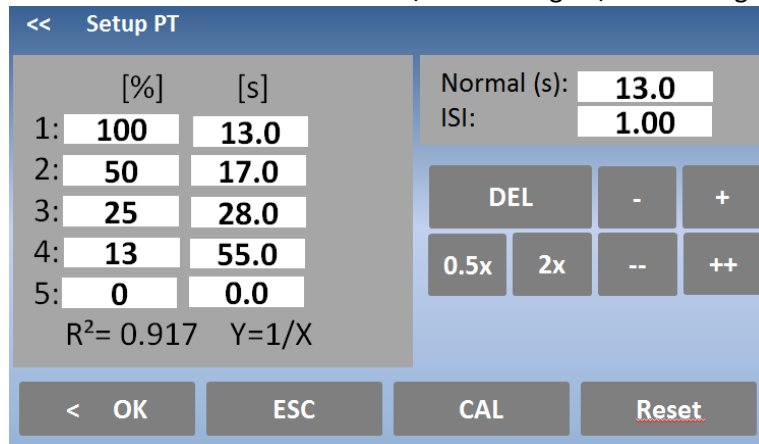 << Setup PT
[%] [s]
1: 100 13.0
2: 50 17.0
3: 25 28.0
4: 13 55.0
5: 0 0.0
R²= 0.917 Y=1/X
Normal (s): 13.0
ISI: 1.00
DEL - +
0.5x 2x -- ++
< OK ESC CAL Reset